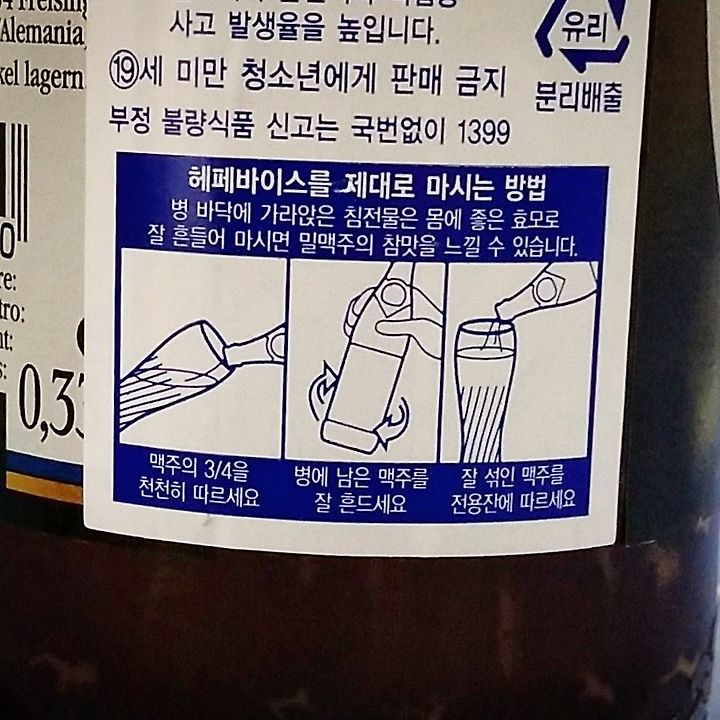 Freising
Alemania
kel lagern
사고 발생율을 높입니다.
⑲세 미만 청소년에게 판매 금지
부정 불량식품 신고는 국번없이 1399
유리
분리배출
헤페바이스를 제대로 마시는 방법
병 바닥에 가라앉은 침전물은 몸에 좋은 효모로
잘 흔들어 마시면 밀맥주의 참맛을 느낄 수 있습니다.
맥주의 3/4을
천천히 따르세요
병에 남은 맥주를
잘 흔드세요
잘 섞인 맥주를
전용잔에 따르세요
0
re:
tro:
nt:
s:
0,33